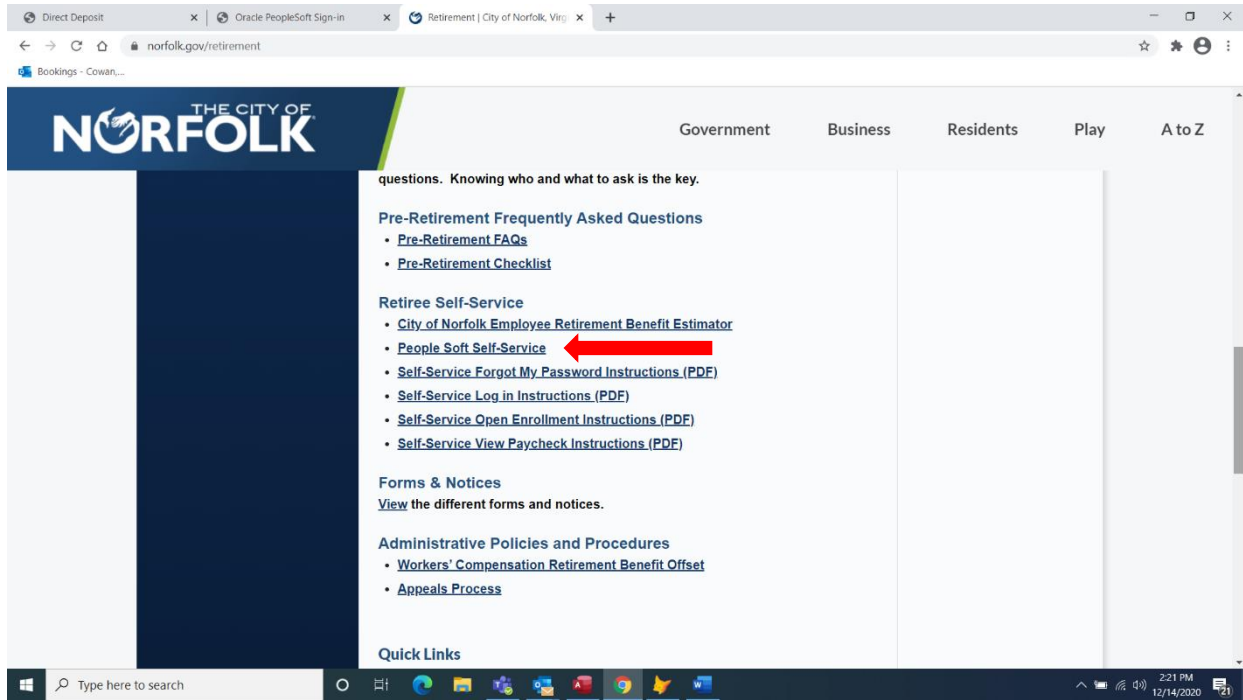 Direct Deposit
Oracle PeopleSoft Sign-in
Retirement | City of Norfolk, Virg
norfolk.gov/retirement
Bookings - Cowan,...
THE CITY OF
NORFOLK
Government
Business
Residents
Play
A to Z
questions. Knowing who and what to ask is the key.
Pre-Retirement Frequently Asked Questions
• Pre-Retirement FAQs
• Pre-Retirement Checklist
Retiree Self-Service
• City of Norfolk Employee Retirement Benefit Estimator
• People Soft Self-Service
• Self-Service Forgot My Password Instructions (PDF)
• Self-Service Log in Instructions (PDF)
• Self-Service Open Enrollment Instructions (PDF)
• Self-Service View Paycheck Instructions (PDF)
Forms & Notices
View the different forms and notices.
Administrative Policies and Procedures
• Workers' Compensation Retirement Benefit Offset
• Appeals Process
Quick Links
Type here to search
2:21 PM
12/14/2020
21